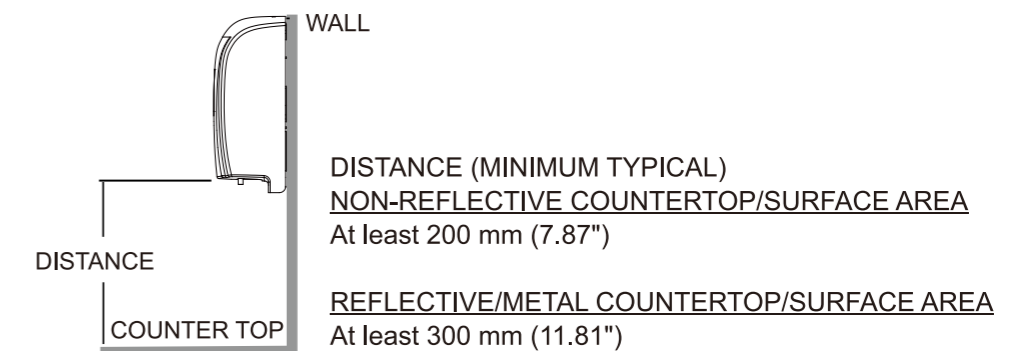 WALL
DISTANCE (MINIMUM TYPICAL)
NON-REFLECTIVE COUNTERTOP/SURFACE AREA
At least 200 mm (7.87")
DISTANCE
REFLECTIVE/METAL COUNTERTOP/SURFACE AREA
COUNTER TOP
At least 300 mm (11.81")